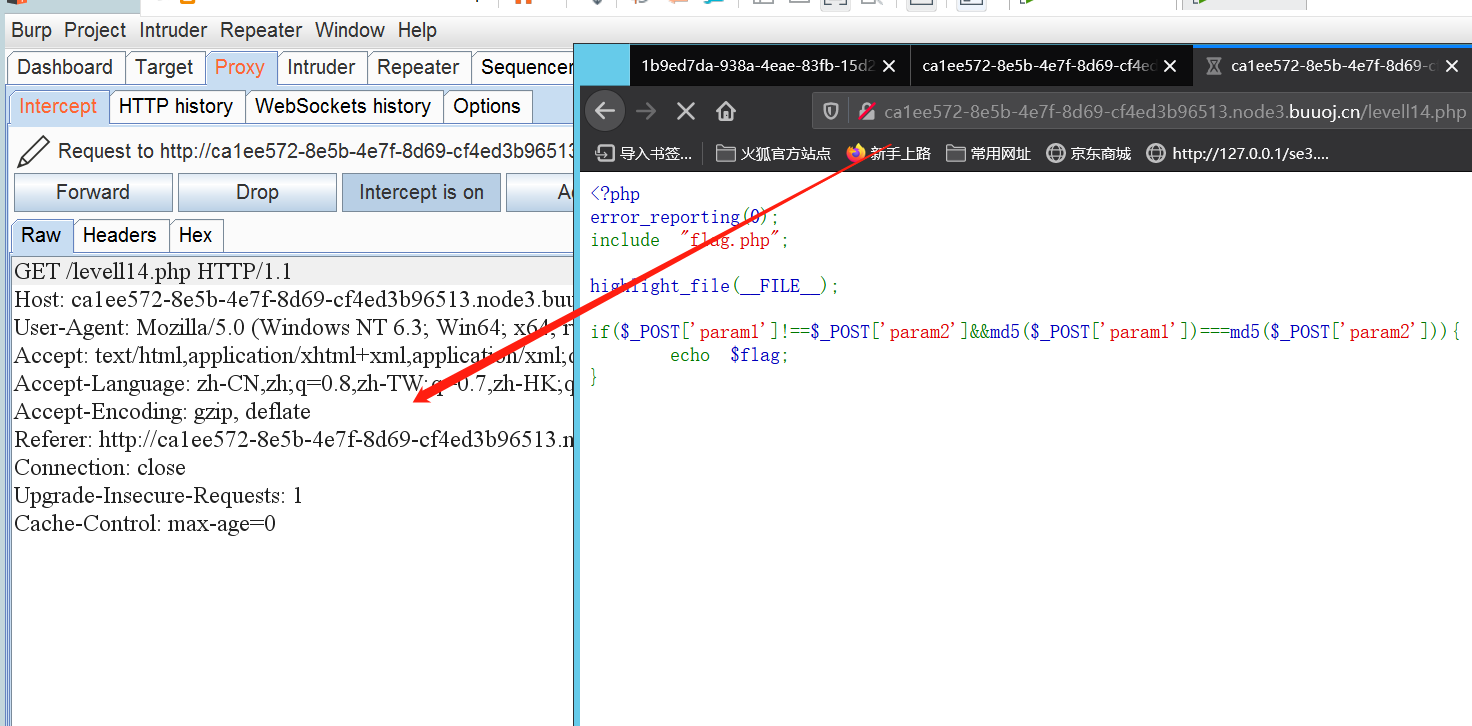 Burp Project Intruder Repeater Window Help
Dashboard Target Proxy Intruder Repeater Sequencer
Intercept HTTP history WebSockets history Options
Request to http://ca1ee572-8e5b-4e7f-8d69-cf4ed3b96513
Forward Drop Intercept is on
Raw Headers Hex
GET /levell14.php HTTP/1.1
Host: ca1ee572-8e5b-4e7f-8d69-cf4ed3b96513.node3.buu
User-Agent: Mozilla/5.0 (Windows NT 6.3; Win64; x64; r
Accept: text/html,application/xhtml+xml,application/xml;q
Accept-Language: zh-CN,zh;q=0.8,zh-TW;q=0.7,zh-HK;q
Accept-Encoding: gzip, deflate
Referer: http://ca1ee572-8e5b-4e7f-8d69-cf4ed3b96513.n
Connection: close
Upgrade-Insecure-Requests: 1
Cache-Control: max-age=0
1b9ed7da-938a-4eae-83fb-15d2 ca1ee572-8e5b-4e7f-8d69-cf4ed ca1ee572-8e5b-4e7f-8d69-c
ca1ee572-8e5b-4e7f-8d69-cf4ed3b96513.node3.buuoj.cn/levell14.php
导入书签... 火狐官方站点 新手上路 常用网址 京东商城 http://127.0.0.1/se3....
<?php
error_reporting(0);
include "flag.php";
highlight_file(__FILE__);
if($_POST['param1']!==$_POST['param2']&&md5($_POST['param1'])===md5($_POST['param2'])){
echo $flag;
}